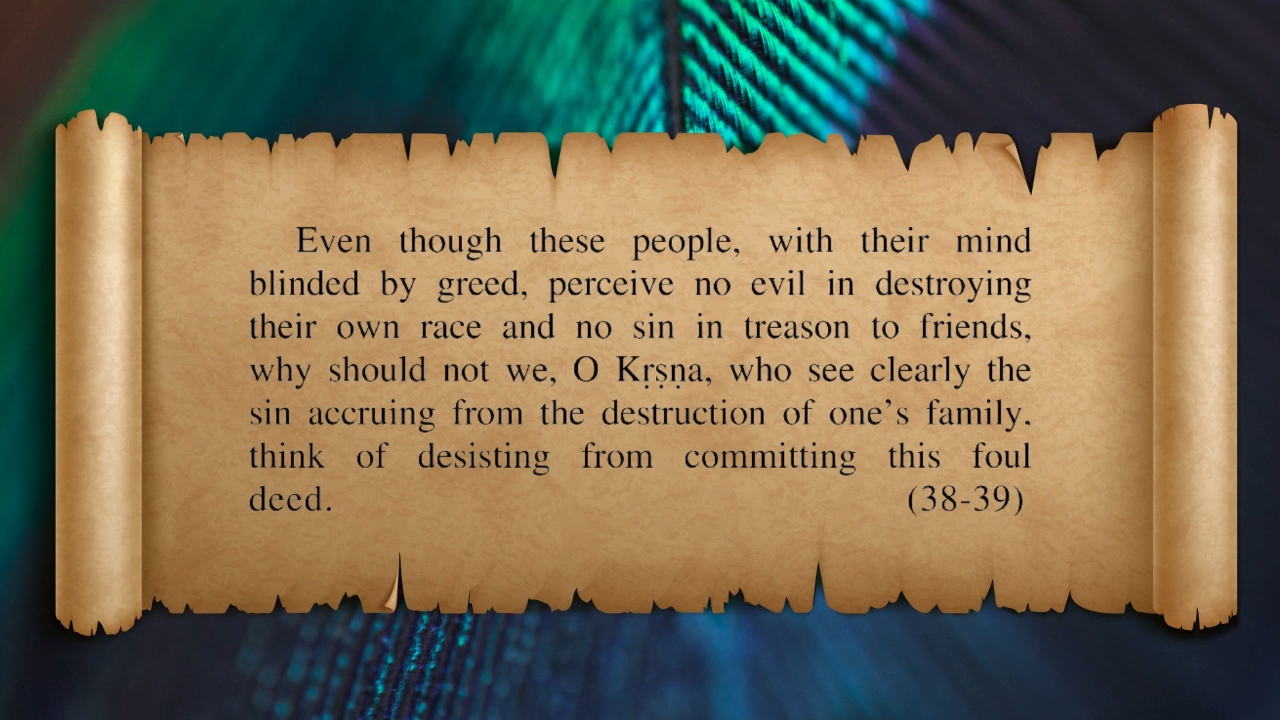 Even though these people, with their mind
blinded by greed, perceive no evil in destroying
their own race and no sin in treason to friends,
why should not we, O Kṛṣṇa, who see clearly the
sin accruing from the destruction of one’s family,
think of desisting from committing this foul
deed. (38-39)